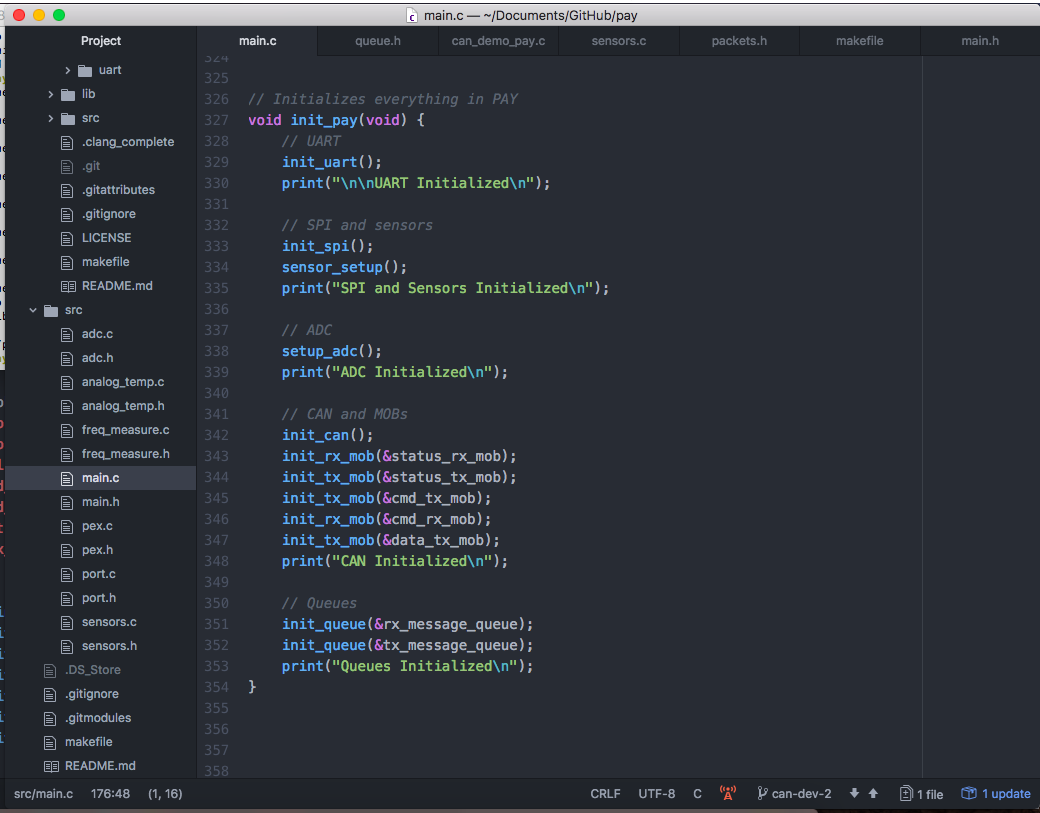 main.c — ~/Documents/GitHub/pay
Project
main.c
queue.h
can_demo_pay.c
sensors.c
packets.h
makefile
main.h
uart
lib
src
.clang_complete
.git
.gitattributes
.gitignore
LICENSE
makefile
README.md
src
adc.c
adc.h
analog_temp.c
analog_temp.h
freq_measure.c
freq_measure.h
main.c
main.h
pex.c
pex.h
port.c
port.h
sensors.c
sensors.h
.DS_Store
.gitignore
.gitmodules
makefile
README.md
324
325
326 // Initializes everything in PAY
327 void init_pay(void) {
328     // UART
329     init_uart();
330     print("\n\nUART Initialized\n");
331
332     // SPI and sensors
333     init_spi();
334     sensor_setup();
335     print("SPI and Sensors Initialized\n");
336
337     // ADC
338     setup_adc();
339     print("ADC Initialized\n");
340
341     // CAN and MOBs
342     init_can();
343     init_rx_mob(&status_rx_mob);
344     init_tx_mob(&status_tx_mob);
345     init_tx_mob(&cmd_tx_mob);
346     init_rx_mob(&cmd_rx_mob);
347     init_tx_mob(&data_tx_mob);
348     print("CAN Initialized\n");
349
350     // Queues
351     init_queue(&rx_message_queue);
352     init_queue(&tx_message_queue);
353     print("Queues Initialized\n");
354 }
355
356
357
358
src/main.c 176:48 (1, 16) CRLF UTF-8 C can-dev-2 1 file 1 update